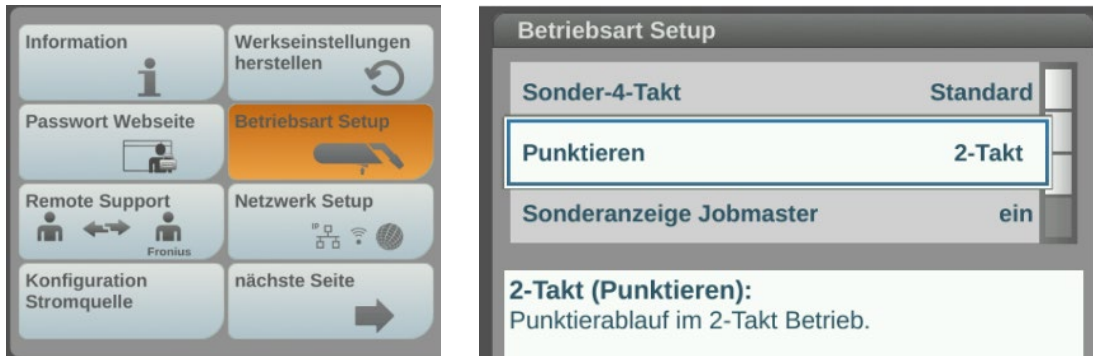 Information
Werkseinstellungen
herstellen
Passwort Webseite
Betriebsart Setup
Remote Support
Fronius
Netzwerk Setup
IP
Konfiguration
Stromquelle
nächste Seite
Betriebsart Setup
Sonder-4-Takt Standard
Punktieren 2-Takt
Sonderanzeige Jobmaster ein
2-Takt (Punktieren):
Punktierablauf im 2-Takt Betrieb.